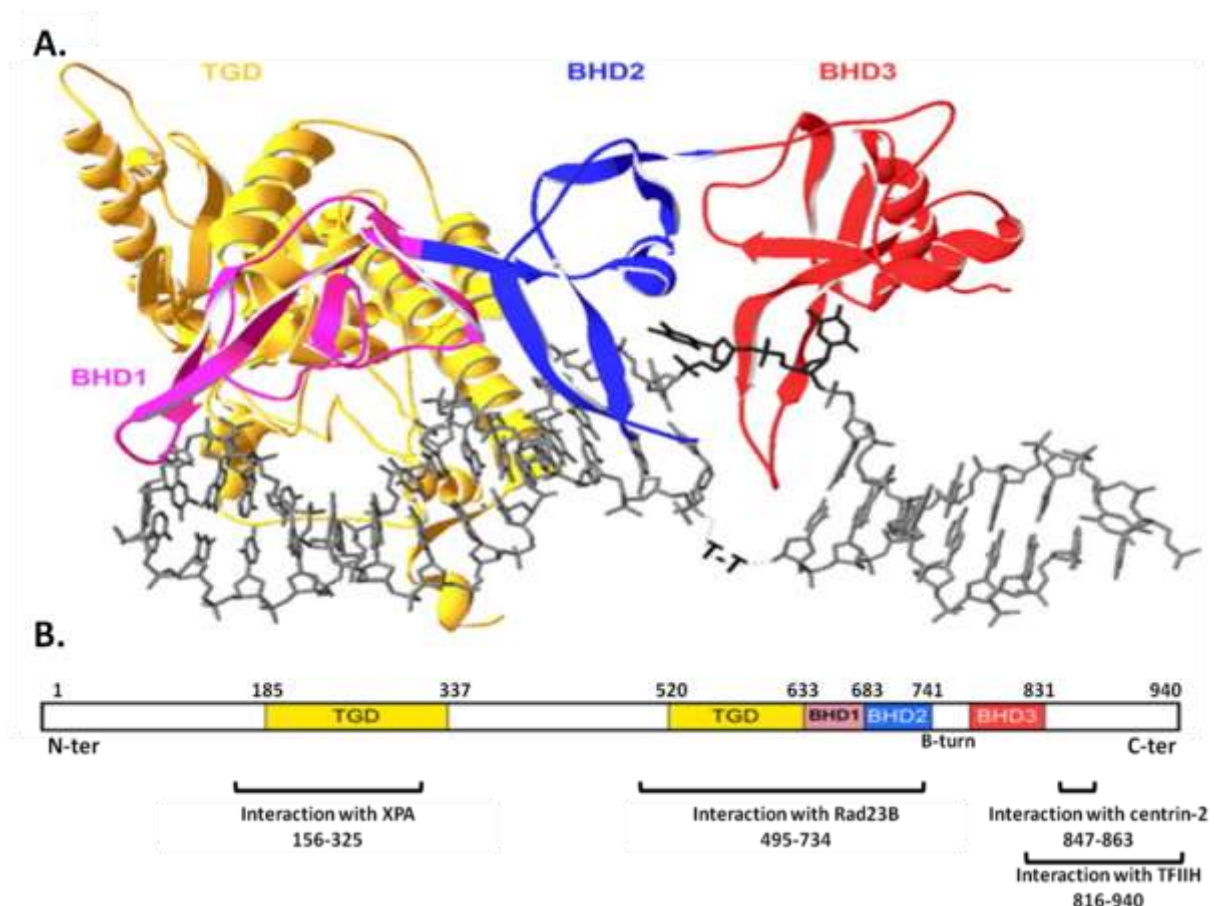 A.
TGD BHD2 BHD3
BHD1
T-T
B.
1 185 337 520 633 683 741 831 940
TGD TGD BHD1 BHD2 BHD3
N-ter B-turn C-ter
Interaction with XPA
156-325
Interaction with Rad23B
495-734
Interaction with centrin-2
847-863
Interaction with TFIIH
816-940